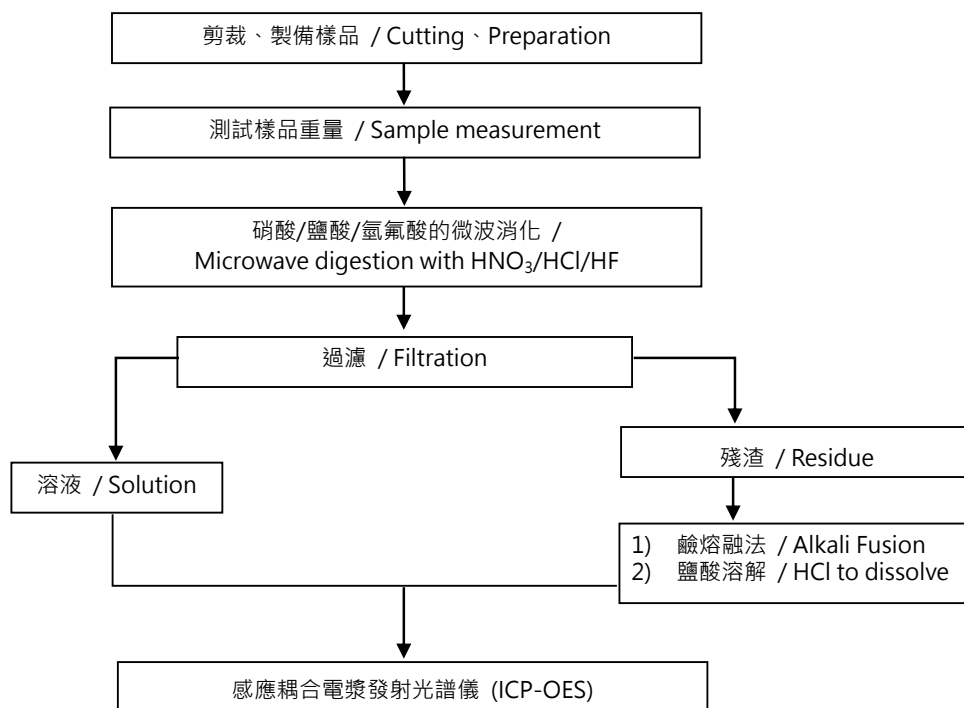 剪裁、製備樣品 / Cutting、Preparation
測試樣品重量 / Sample measurement
硝酸/鹽酸/氫氟酸的微波消化 /
Microwave digestion with HNO₃/HCl/HF
過濾 / Filtration
溶液 / Solution
殘渣 / Residue
1) 鹼熔融法 / Alkali Fusion
2) 鹽酸溶解 / HCl to dissolve
感應耦合電漿發射光譜儀 (ICP-OES)